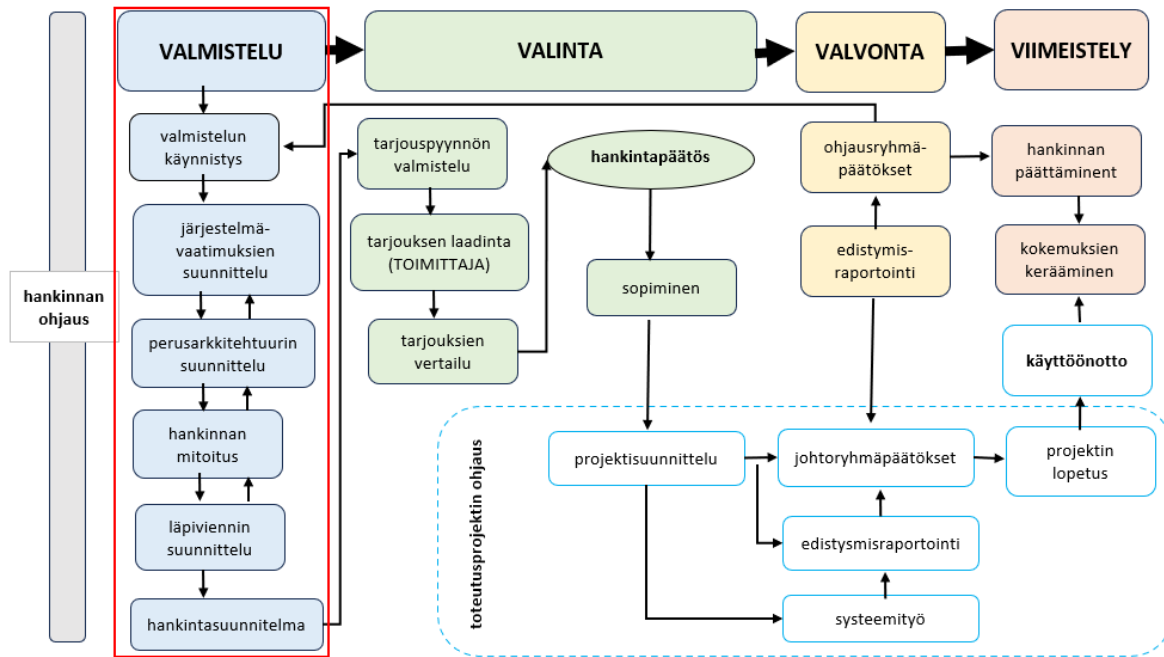 VALMISTELU
VALINTA
VALVONTA
VIIMEISTELY
hankinnan
ohjaus
valmistelun
käynnistys
järjestelmä-
vaatimuksien
suunnittelu
perusarkkitehtuurin
suunnittelu
hankinnan
mitoitus
läpiviennin
suunnittelu
hankintasuunnitelma
tarjouspyynnön
valmistelu
tarjouksen laadinta
(TOIMITTAJA)
tarjouksien
vertailu
hankintapäätös
sopiminen
ohjausryhmä-
päätökset
edistymis-
raportointi
hankinnan
päättäminent
kokemuksien
kerääminen
käyttöönotto
toteutusprojektin ohjaus
projektisuunnittelu
johtoryhmäpäätökset
projektin
lopetus
edistysmisraportointi
systeemityö